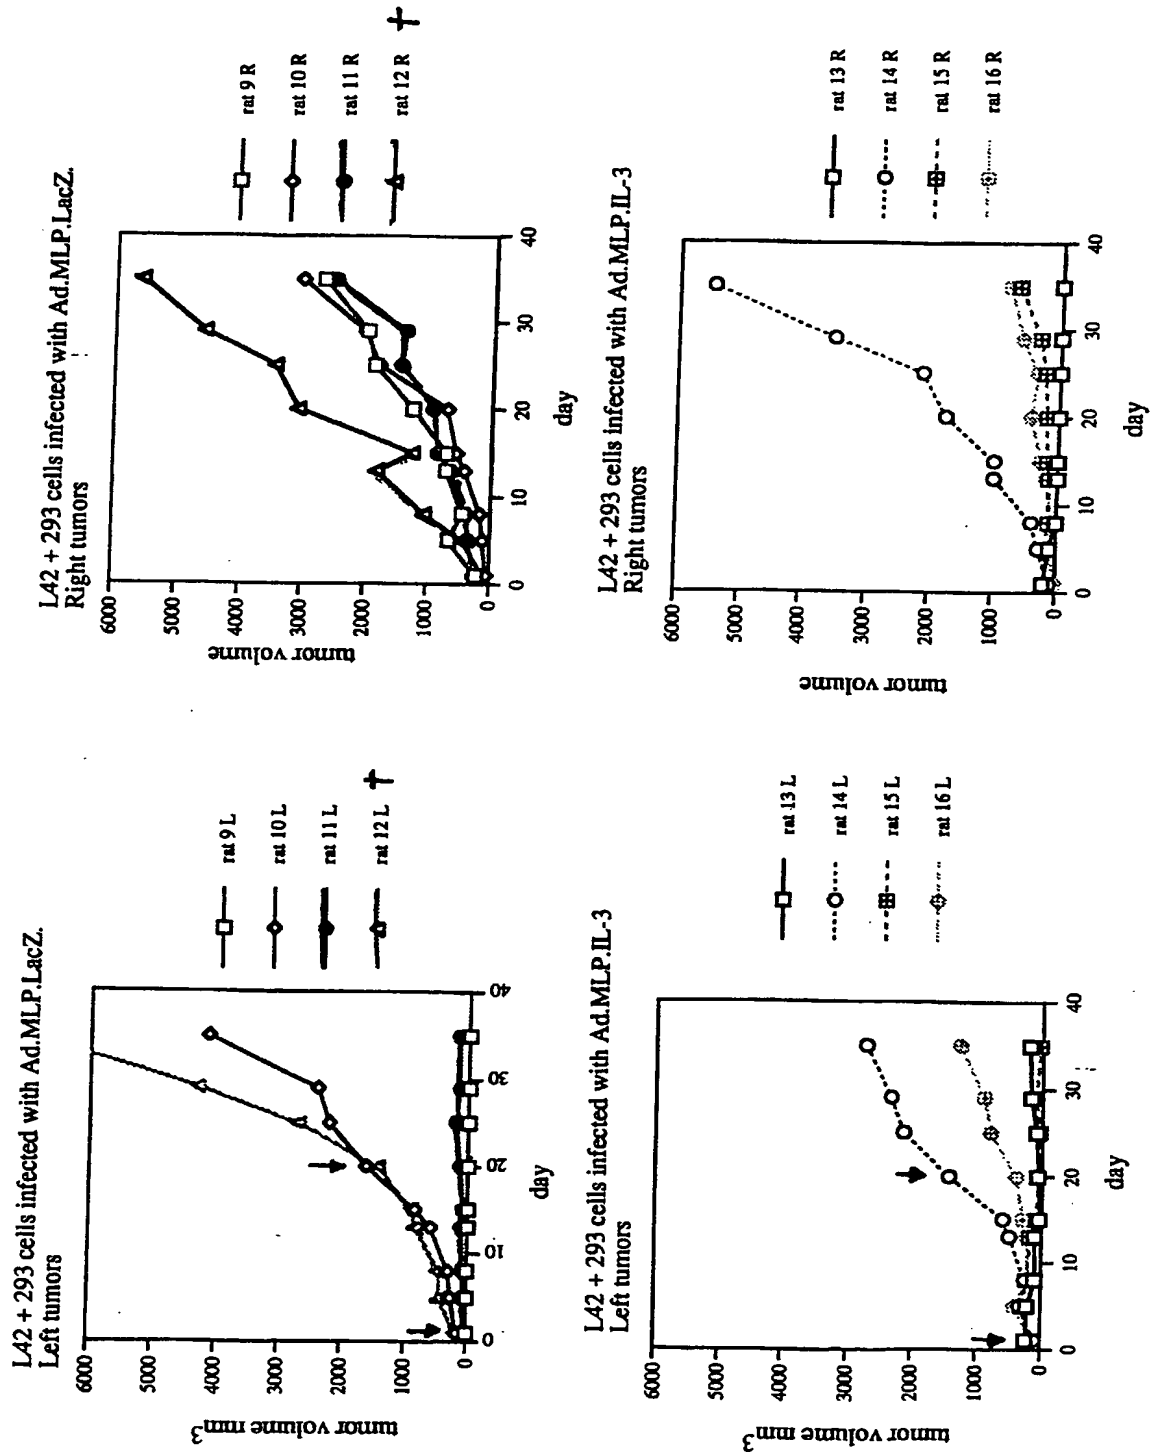 L42 + 293 cells infected with Ad.MLP.LacZ.
Left tumors
tumor volume mm3
6000
5000
4000
3000
2000
1000
0
0
10
20
30
40
day
rat 9 L
rat 10 L
rat 11 L
rat 12 L †
L42 + 293 cells infected with Ad.MLP.LacZ.
Right tumors
tumor volume
6000
5000
4000
3000
2000
1000
0
0
10
20
30
40
day
rat 9 R
rat 10 R
rat 11 R
rat 12 R †
L42 + 293 cells infected with Ad.MLP.IL-3
Left tumors
tumor volume mm3
6000
5000
4000
3000
2000
1000
0
0
10
20
30
40
day
rat 13 L
rat 14 L
rat 15 L
rat 16 L
L42 + 293 cells infected with Ad.MLP.IL-3
Right tumors
tumor volume
6000
5000
4000
3000
2000
1000
0
0
10
20
30
40
day
rat 13 R
rat 14 R
rat 15 R
rat 16 R